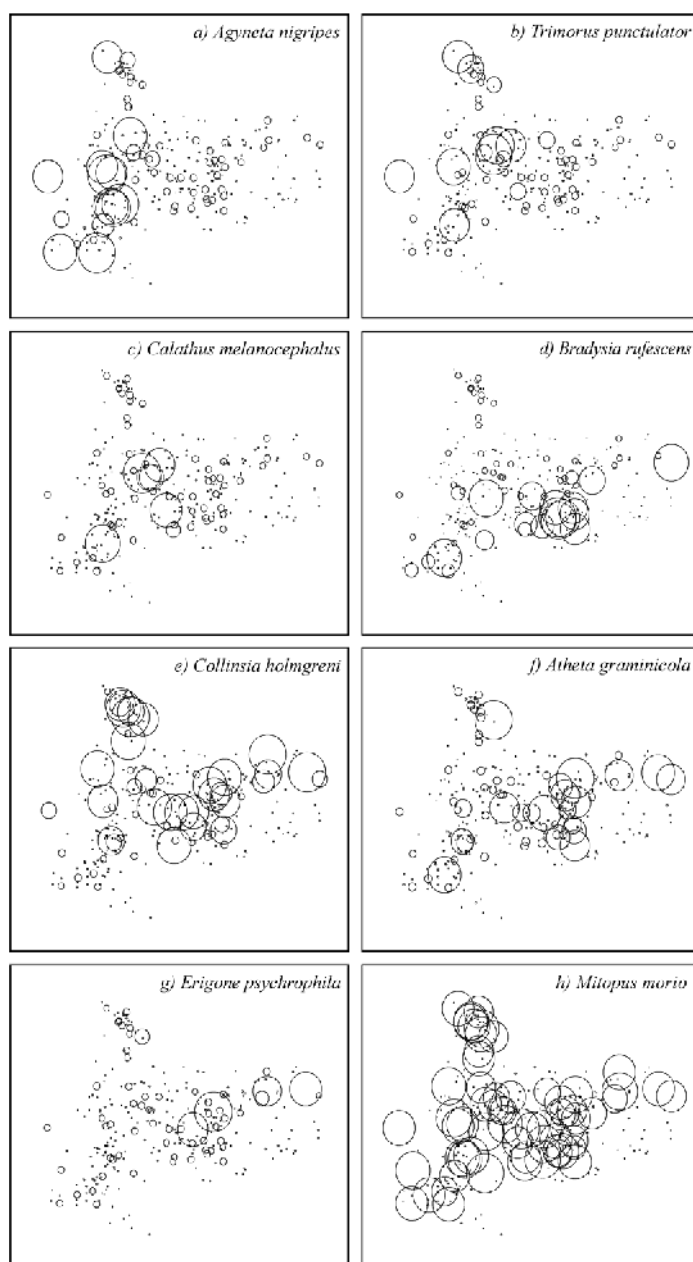 a) Agyneta nigripes
b) Trimorus punctulator
c) Calathus melanocephalus
d) Bradysia rufescens
e) Collinsia holmgreni
f) Atheta graminicola
g) Erigone psychrophila
h) Mitopus morio